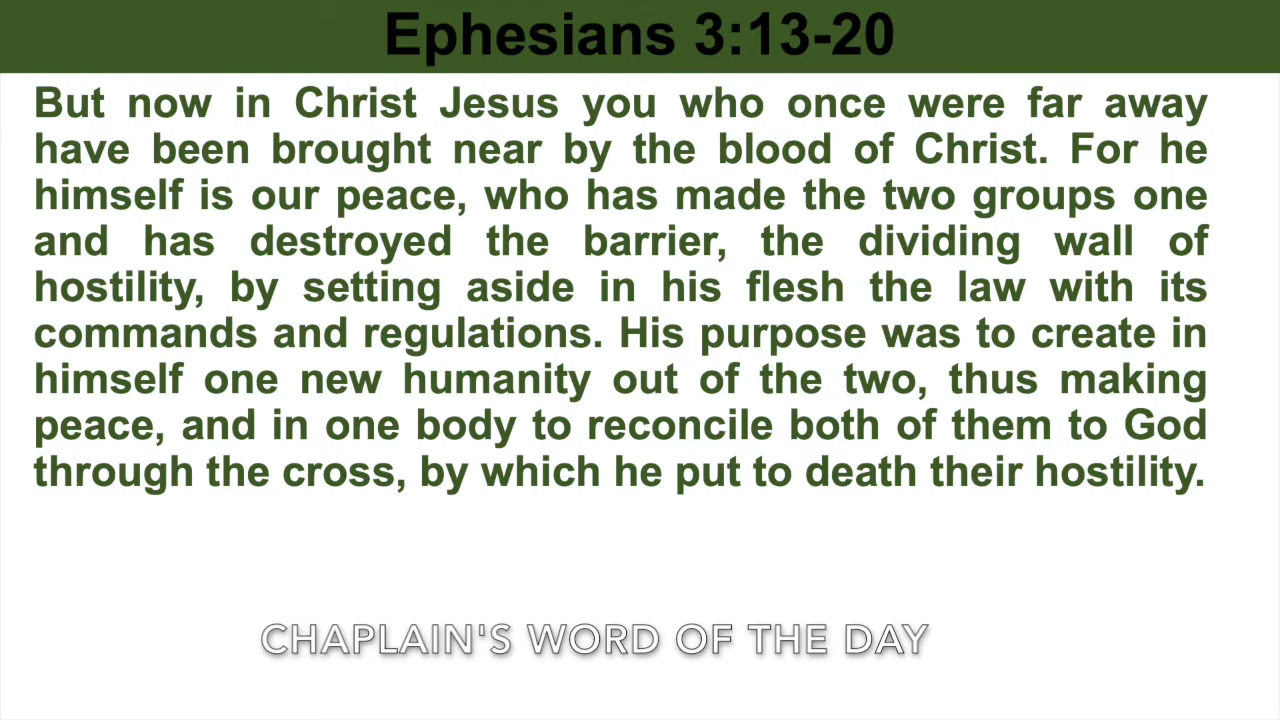 Ephesians 3:13-20
But now in Christ Jesus you who once were far away
have been brought near by the blood of Christ. For he
himself is our peace, who has made the two groups one
and has destroyed the barrier, the dividing wall of
hostility, by setting aside in his flesh the law with its
commands and regulations. His purpose was to create in
himself one new humanity out of the two, thus making
peace, and in one body to reconcile both of them to God
through the cross, by which he put to death their hostility.
CHAPLAIN'S WORD OF THE DAY